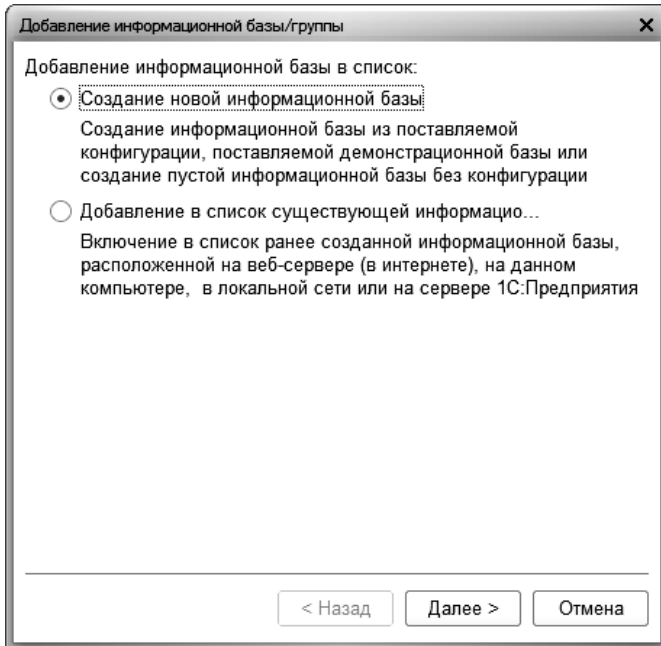 Добавление информационной базы/группы
Добавление информационной базы в список:
Создание новой информационной базы
Создание информационной базы из поставляемой
конфигурации, поставляемой демонстрационной базы или
создание пустой информационной базы без конфигурации
Добавление в список существующей информацио...
Включение в список ранее созданной информационной базы,
расположенной на веб-сервере (в интернете), на данном
компьютере,  в локальной сети или на сервере 1С:Предприятия
< Назад Далее > Отмена